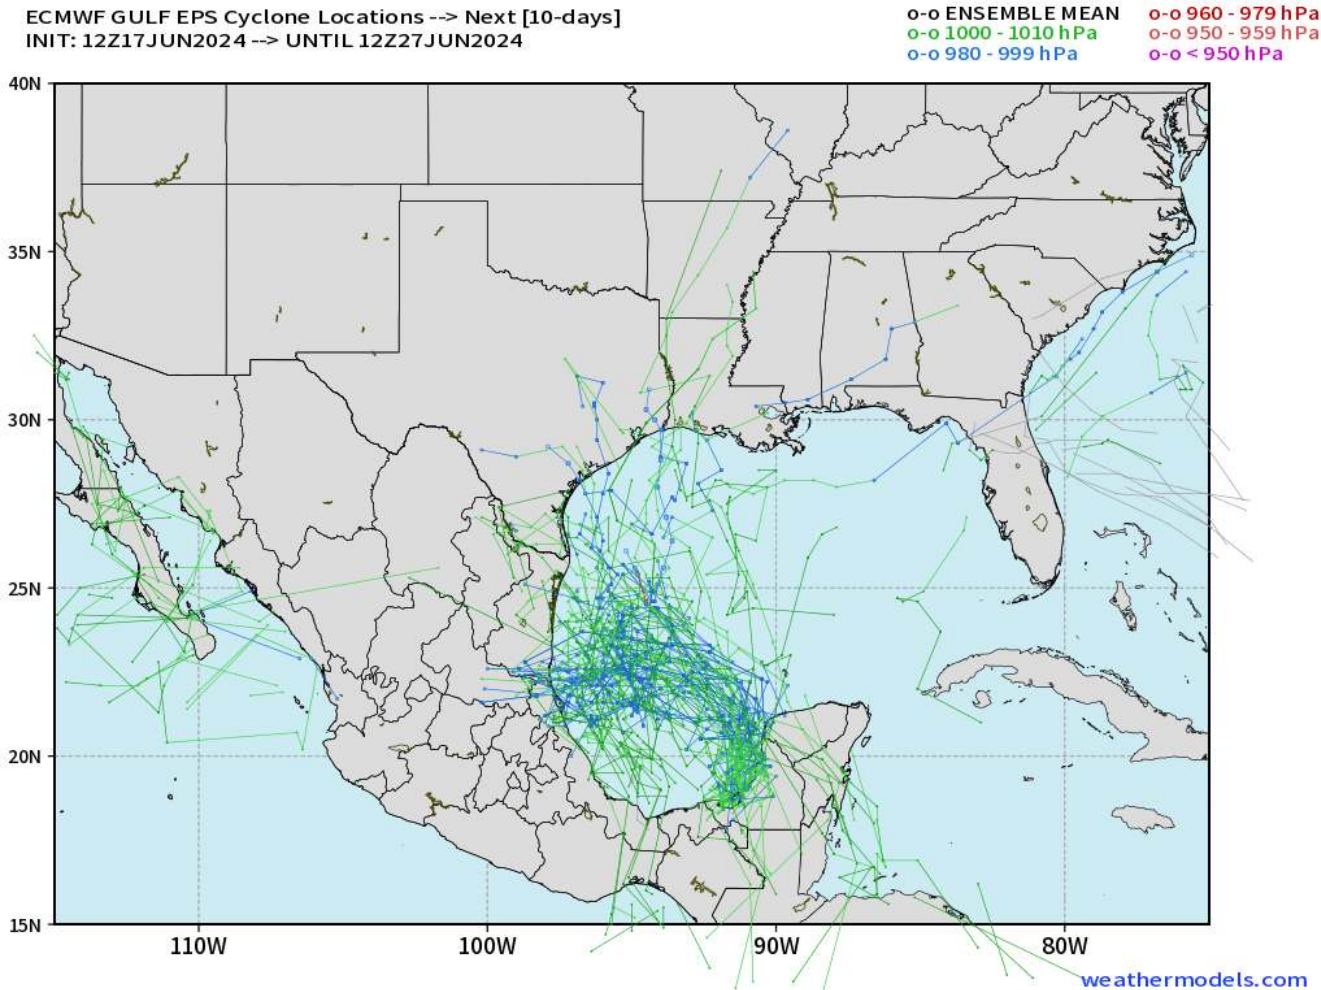 ECMWF GULF EPS Cyclone Locations --> Next [10-days]
INIT: 12Z17JUN2024 --> UNTIL 12Z27JUN2024
o-o ENSEMBLE MEAN
o-o 1000 - 1010 hPa
o-o 980 - 999 hPa
o-o 960 - 979 hPa
o-o 950 - 959 hPa
o-o < 950 hPa
40N
35N
30N
25N
20N
15N
110W 100W 90W 80W
weathermodels.com